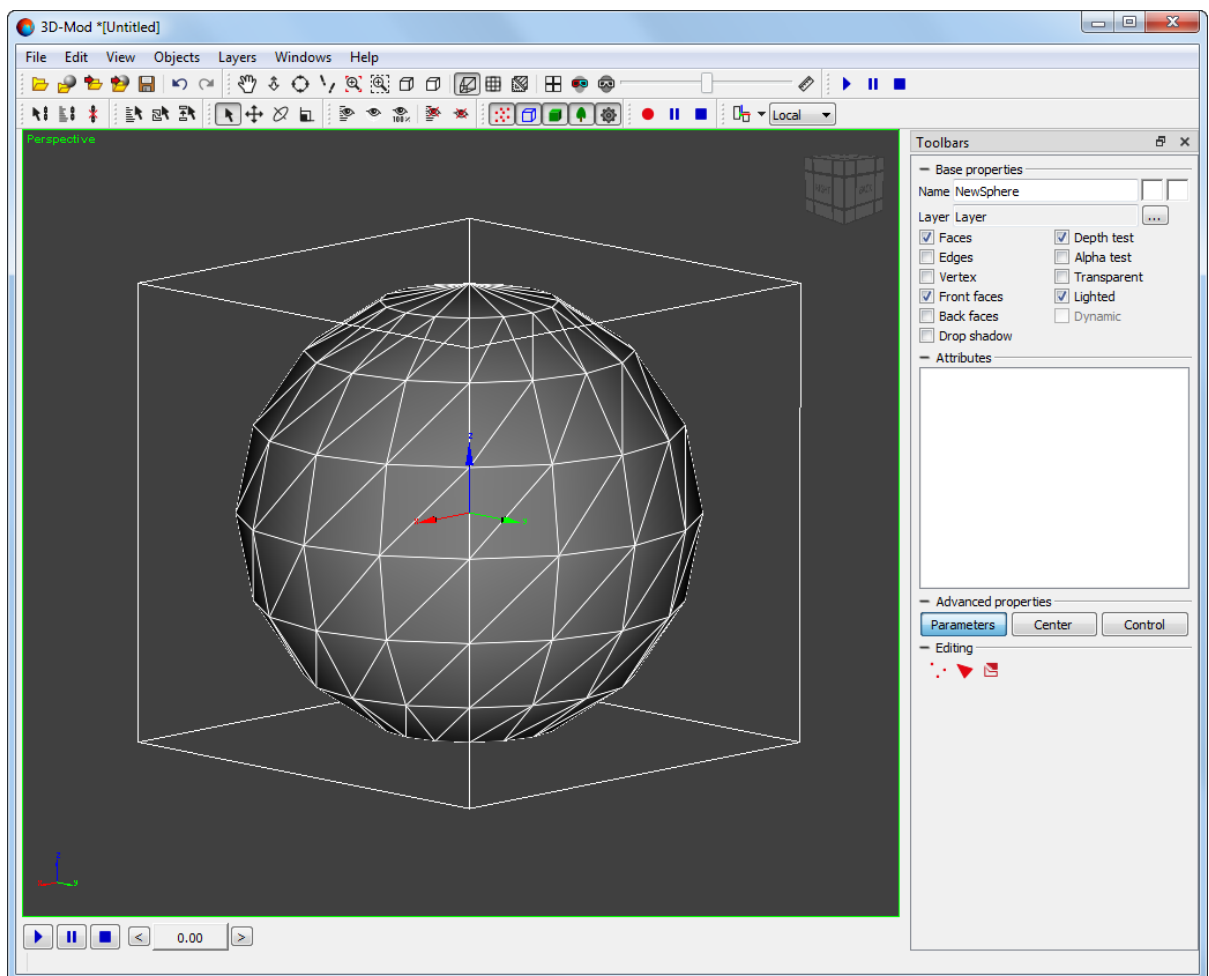 3D-Mod *[Untitled]
File Edit View Objects Layers Windows Help
100%
Local
Perspective
Toolbars
Base properties
Name NewSphere
Layer Layer ...
Faces Depth test
Edges Alpha test
Vertex Transparent
Front faces Lighted
Back faces Dynamic
Drop shadow
Attributes
z
x y
Advanced properties
Parameters Center Control
Editing
z
x y
< 0.00 >